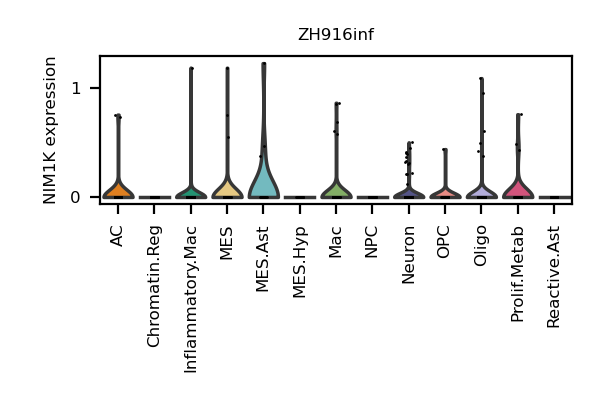 ZH916inf
NIM1K expression
1
0
AC
Chromatin.Reg
Inflammatory.Mac
MES
MES.Ast
MES.Hyp
Mac
NPC
Neuron
OPC
Oligo
Prolif.Metab
Reactive.Ast